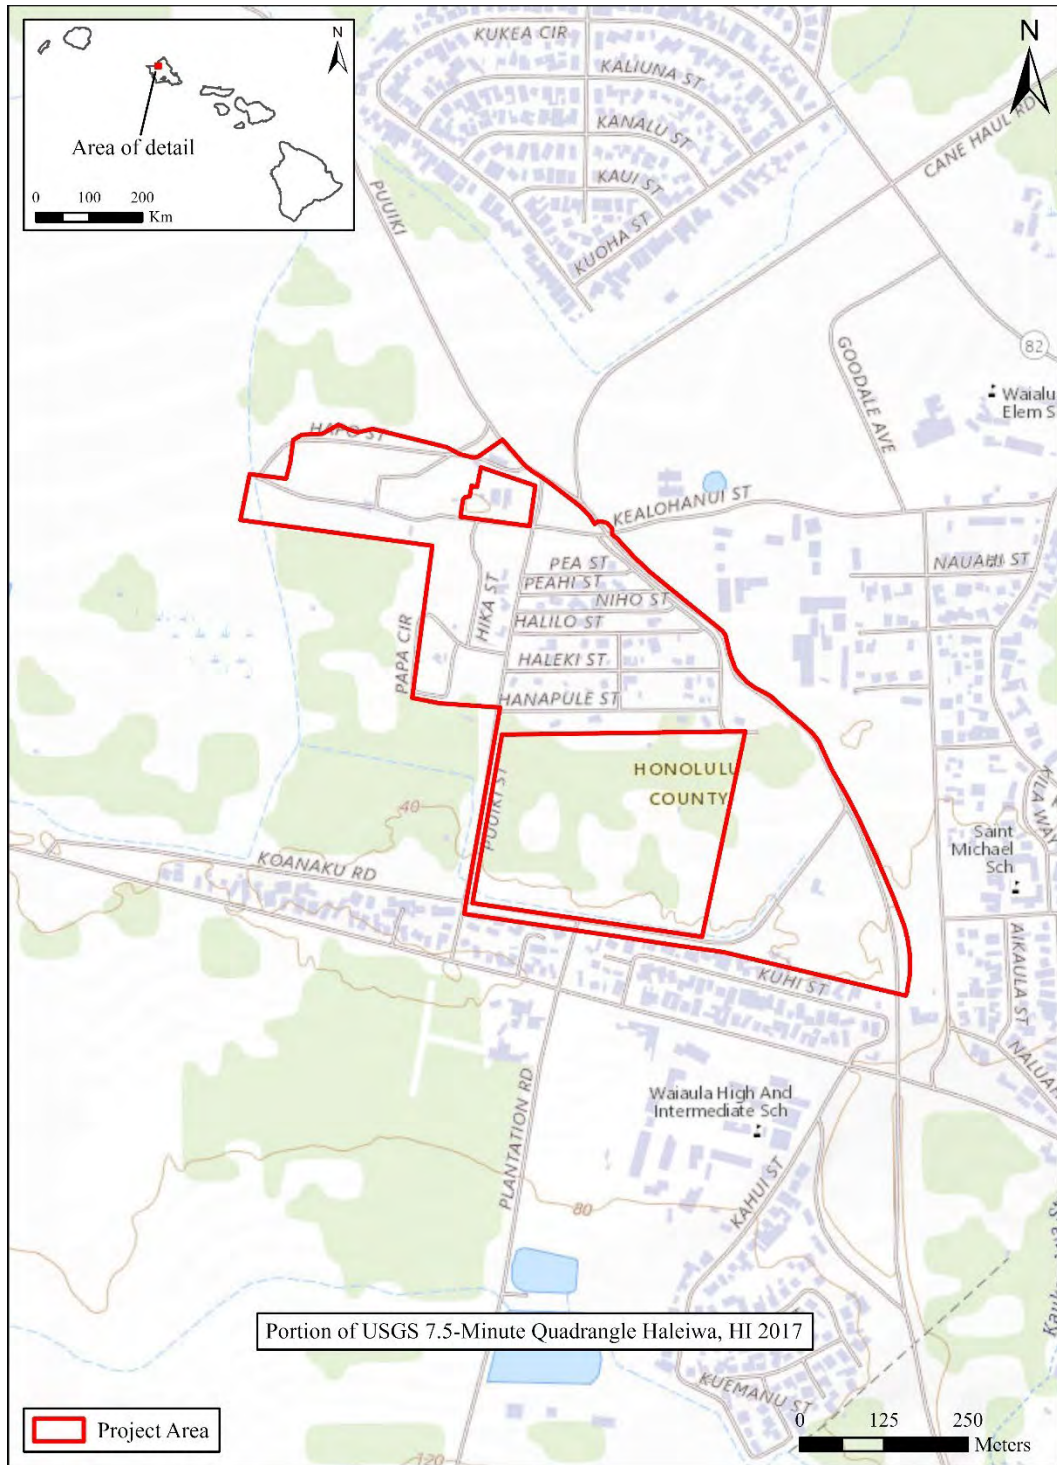 N
Area of detail
0 100 200
Km
N
KUKEA CIR
KALIUNA ST
KANALU ST
KAUI ST
KUOHA ST
CANE HAUL RD
PUUIKI
GOODALE AVE
82
Waialu
Elem S
HAPO ST
KEALOHANUI ST
NAUAHI ST
PEA ST
PEAHI ST
NIHO ST
HALILO ST
HALEKI ST
HANAPULE ST
HIKA ST
PAPA CIR
PUUIKI ST
HONOLULU
COUNTY
40
KOANAKU RD
Saint
Michael
Sch
AIKAULA ST
KUHI ST
PLANTATION RD
Waiaula High And
Intermediate Sch
KAHUI ST
80
Portion of USGS 7.5-Minute Quadrangle Haleiwa, HI 2017
KUEMANU ST
Project Area
120
0 125 250
Meters